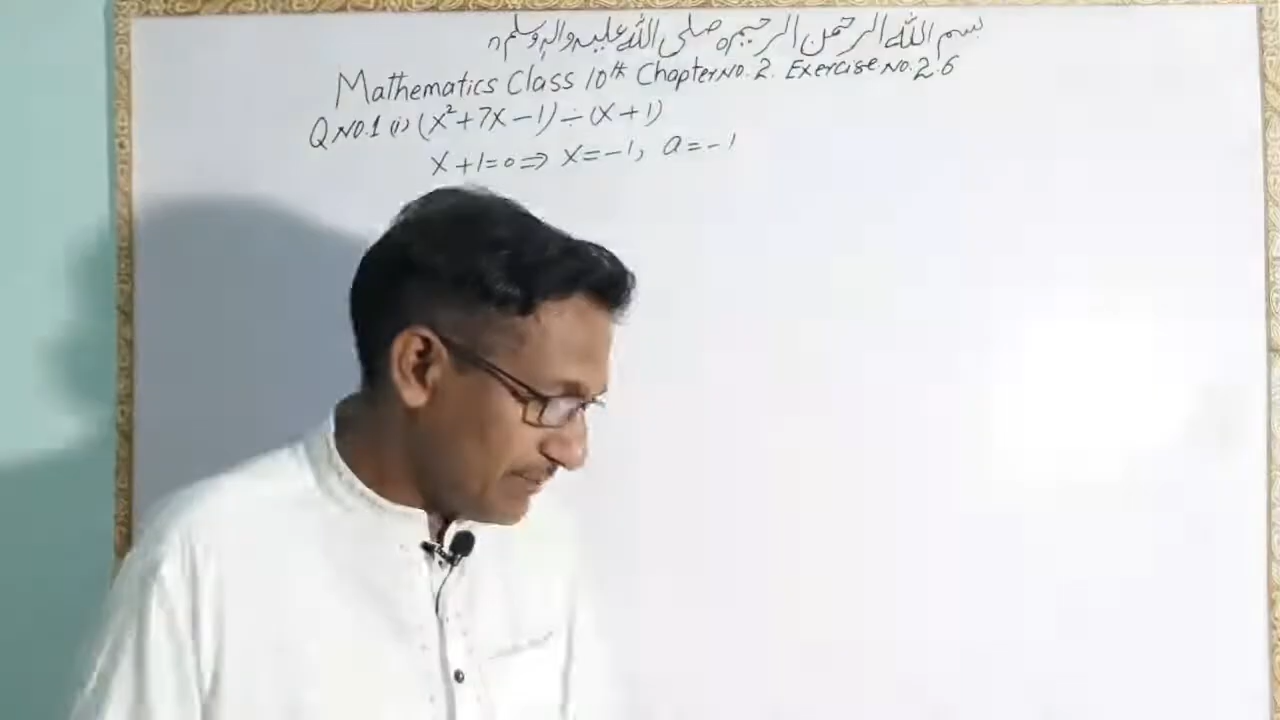 بسم اللہ الرحمن الرحیم صلی اللہ علیہ والہ وسلم
Mathematics Class 10th Chapter No. 2. Exercise No. 2.6
Q No.1 (i) (x²+7x−1)÷(x+1)
x+1=0⇒ x=−1, a=−1